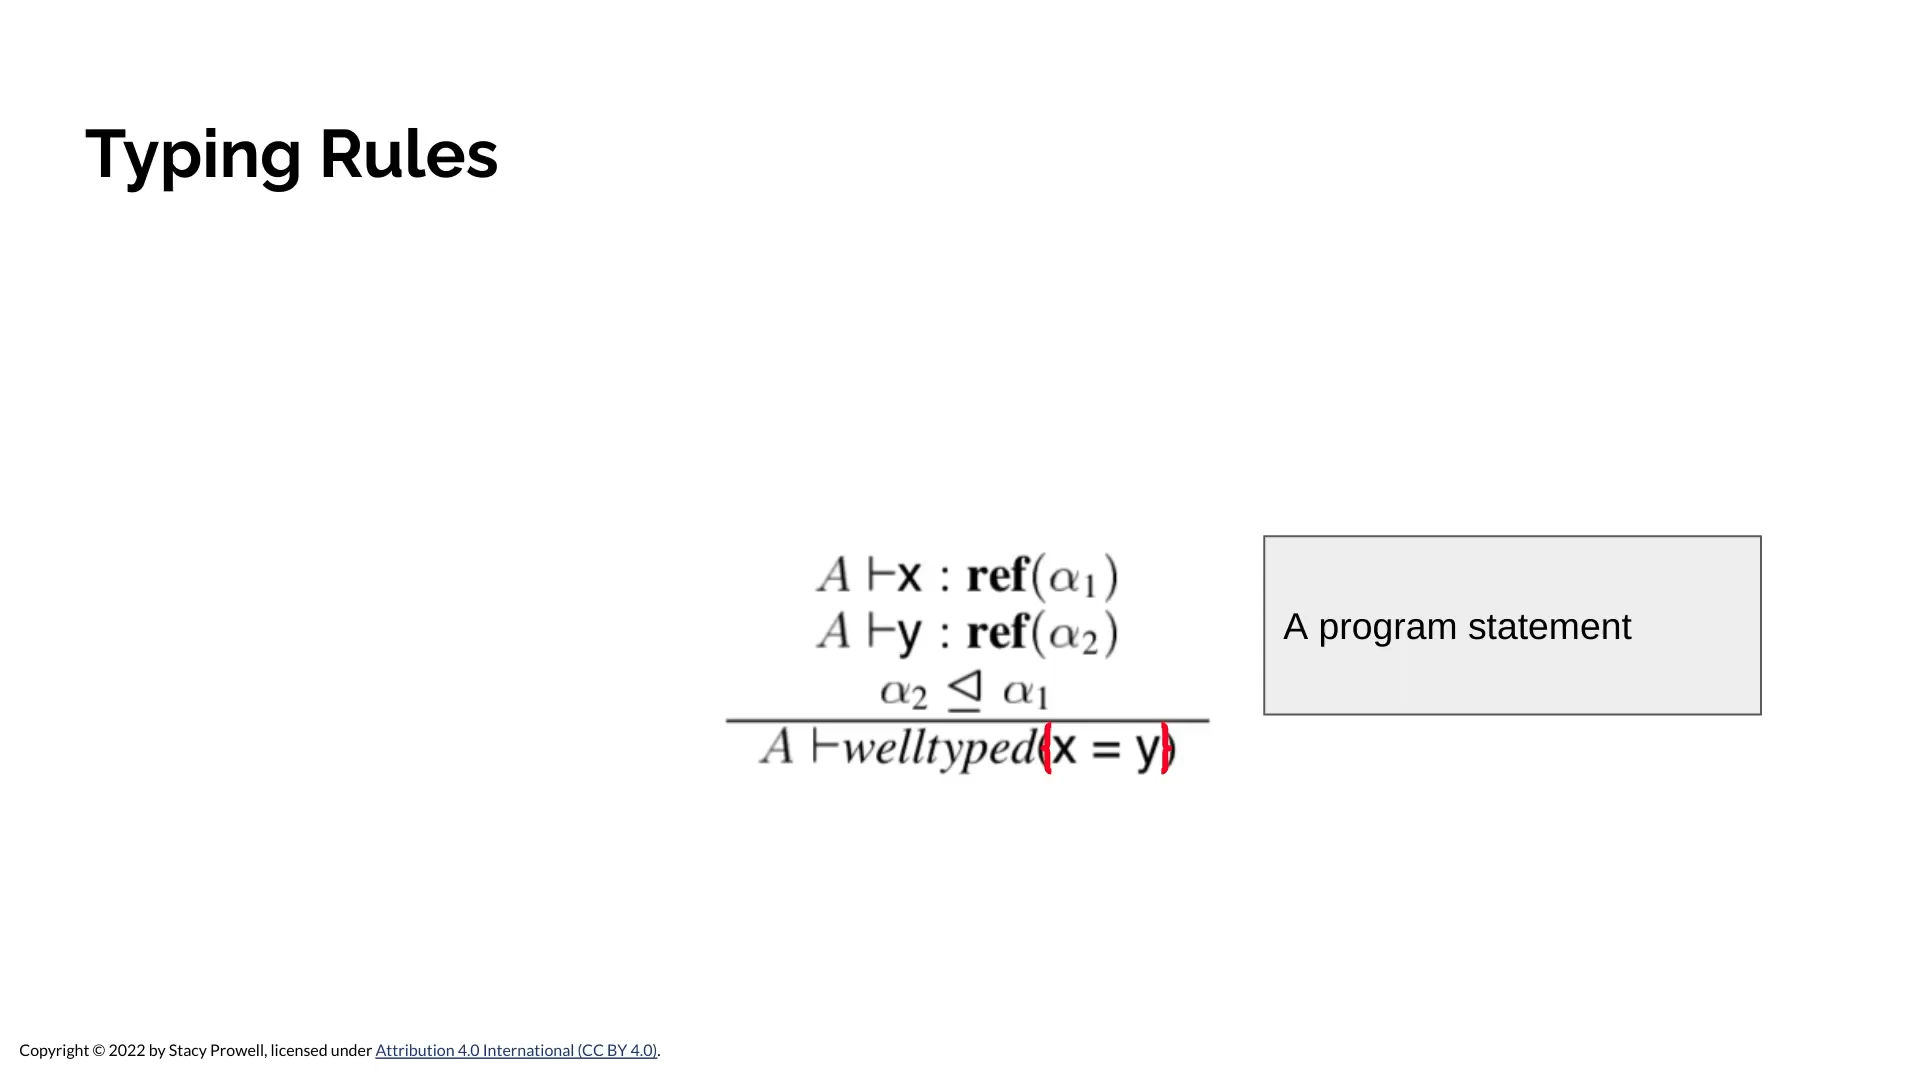 Typing Rules
A ⊢x : ref(α₁)
A ⊢y : ref(α₂)
α₂ ⊴ α₁
A ⊢welltyped(x = y)
A program statement
Copyright © 2022 by Stacy Prowell, licensed under Attribution 4.0 International (CC BY 4.0).